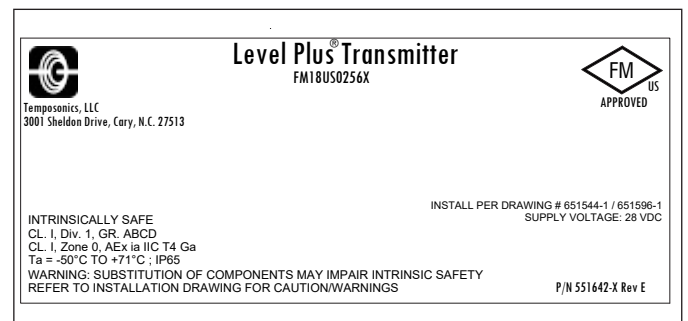 Level Plus® Transmitter
FM18US0256X
FM
US
APPROVED
Temposonics, LLC
3001 Sheldon Drive, Cary, N.C. 27513
INSTALL PER DRAWING # 651544-1 / 651596-1
SUPPLY VOLTAGE: 28 VDC
INTRINSICALLY SAFE
CL. I, Div. 1, GR. ABCD
CL. I, Zone 0, AEx ia IIC T4 Ga
Ta = -50°C TO +71°C ; IP65
WARNING: SUBSTITUTION OF COMPONENTS MAY IMPAIR INTRINSIC SAFETY
REFER TO INSTALLATION DRAWING FOR CAUTION/WARNINGS
P/N 551642-X Rev E